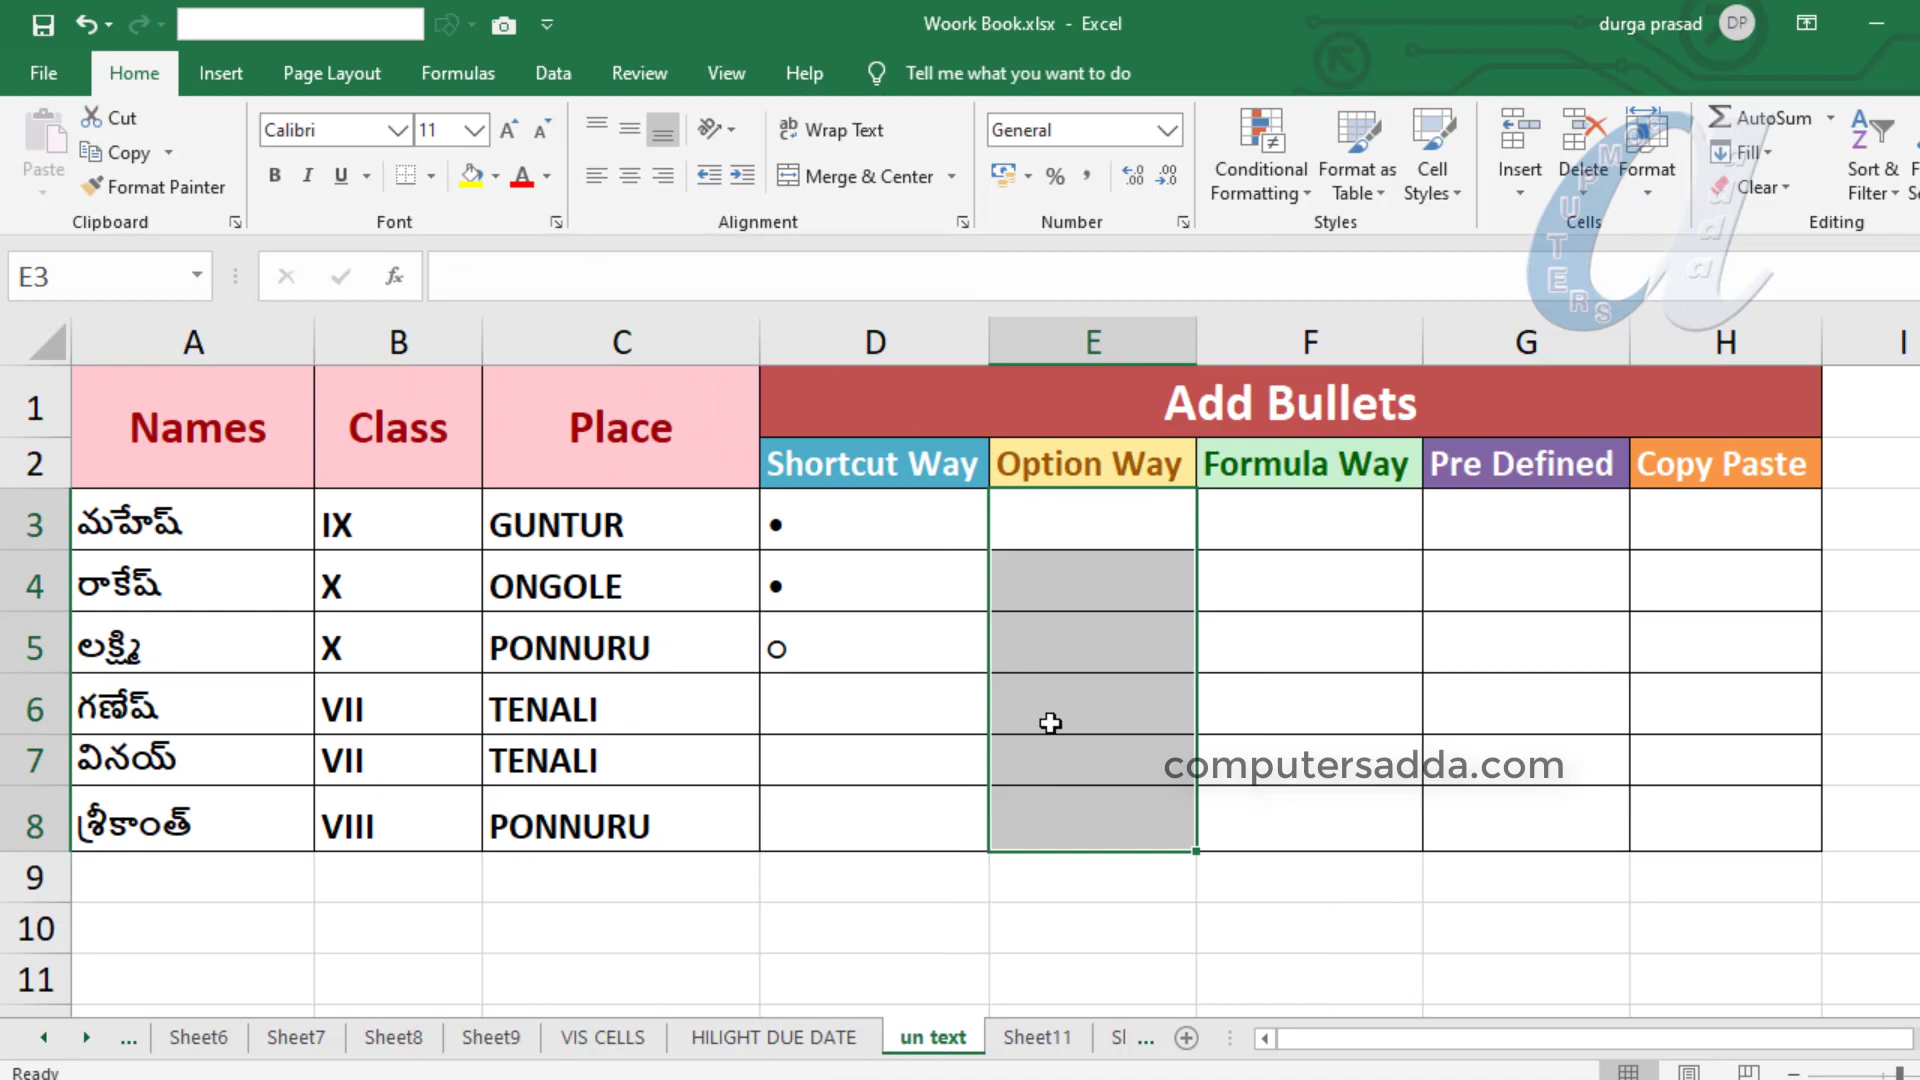 Woork Book.xlsx - Excel
durga prasad DP
File Home Insert Page Layout Formulas Data Review View Help Tell me what you want to do
Paste
Cut
Copy
Format Painter
Clipboard
Calibri 11
B I U
Font
Wrap Text
Merge & Center
Alignment
General
%
Number
Conditional Formatting
Format as Table
Cell Styles
Styles
Insert Delete Format
Cells
AutoSum
Fill
Clear
Sort &
Filter
Editing
E3 fx
A B C D E F G H I
1 Names Class Place Add Bullets
2 Shortcut Way Option Way Formula Way Pre Defined Copy Paste
3 మహేష్ IX GUNTUR •
4 రాకేష్ X ONGOLE •
5 లక్ష్మి X PONNURU ○
6 గణేష్ VII TENALI
7 వినయ్ VII TENALI
computersadda.com
8 శ్రీకాంత్ VIII PONNURU
9
10
11
... Sheet6 Sheet7 Sheet8 Sheet9 VIS CELLS HILIGHT DUE DATE un text Sheet11 Sl ...
Ready